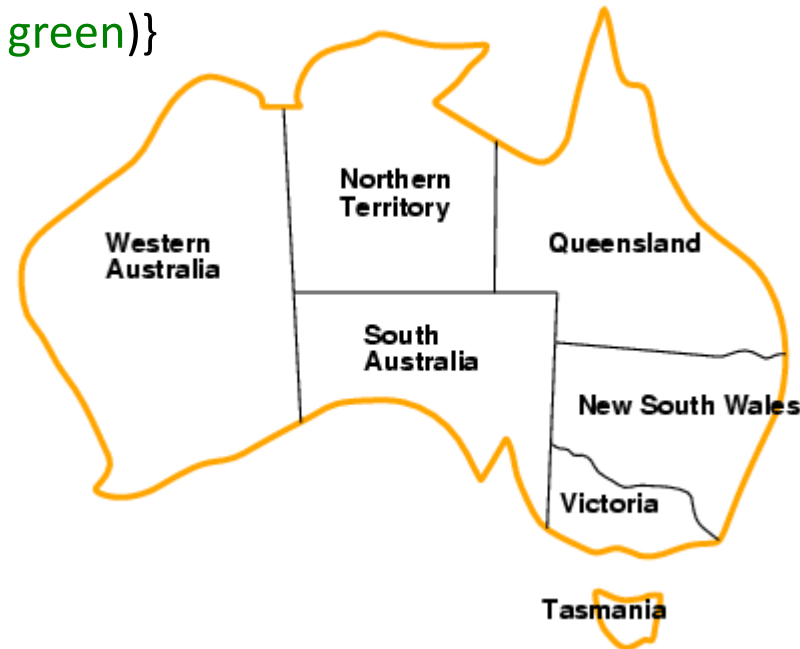 green)}
Northern
Territory
Western
Australia
Queensland
South
Australia
New South Wales
Victoria
Tasmania